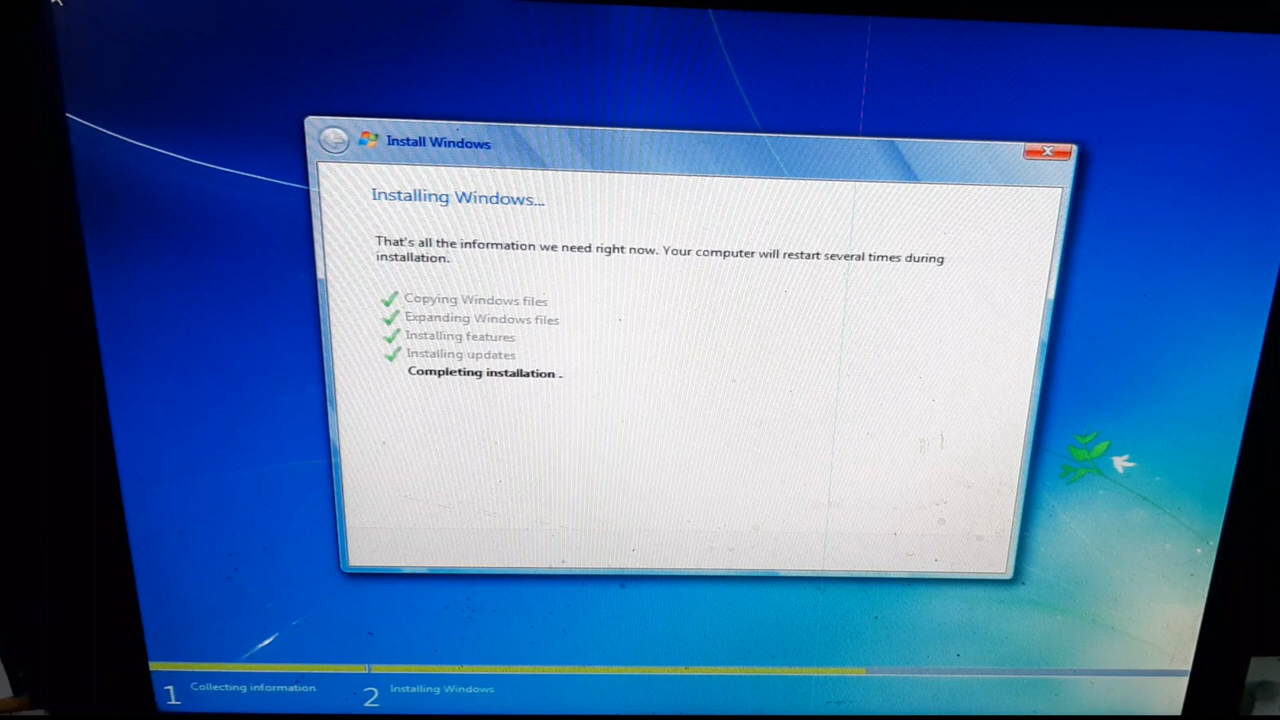 Install Windows
Installing Windows...
That's all the information we need right now. Your computer will restart several times during
installation.
Copying Windows files
Expanding Windows files
Installing features
Installing updates
Completing installation .
1 Collecting information
2 Installing Windows